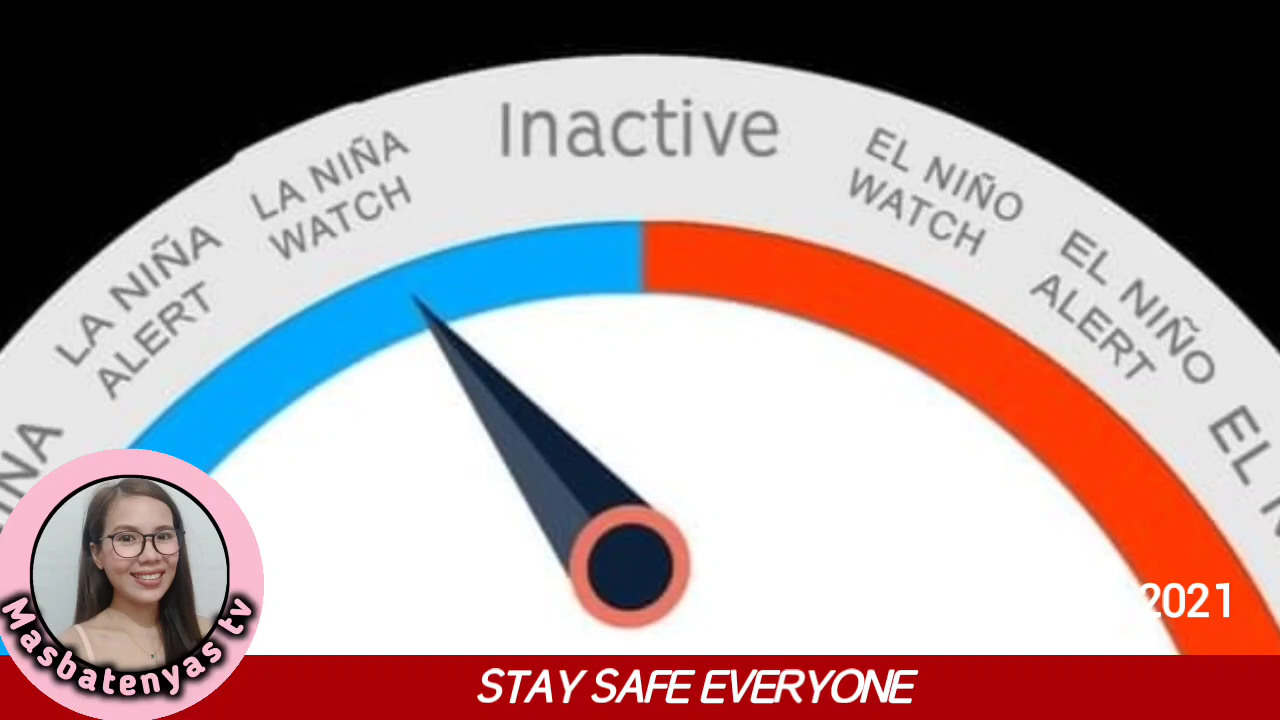 Inactive
LA NIÑA
WATCH
EL NIÑO
WATCH
LA NIÑA
ALERT
EL NIÑO
ALERT
EL
2021
Masbatenyas tv
STAY SAFE EVERYONE